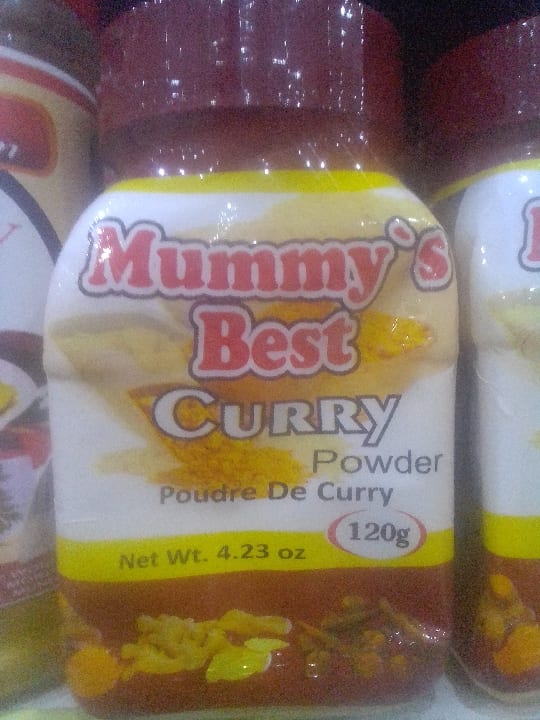 Mummy`s
Best
CURRY
Powder
Poudre De Curry
120g
Net Wt. 4.23 oz